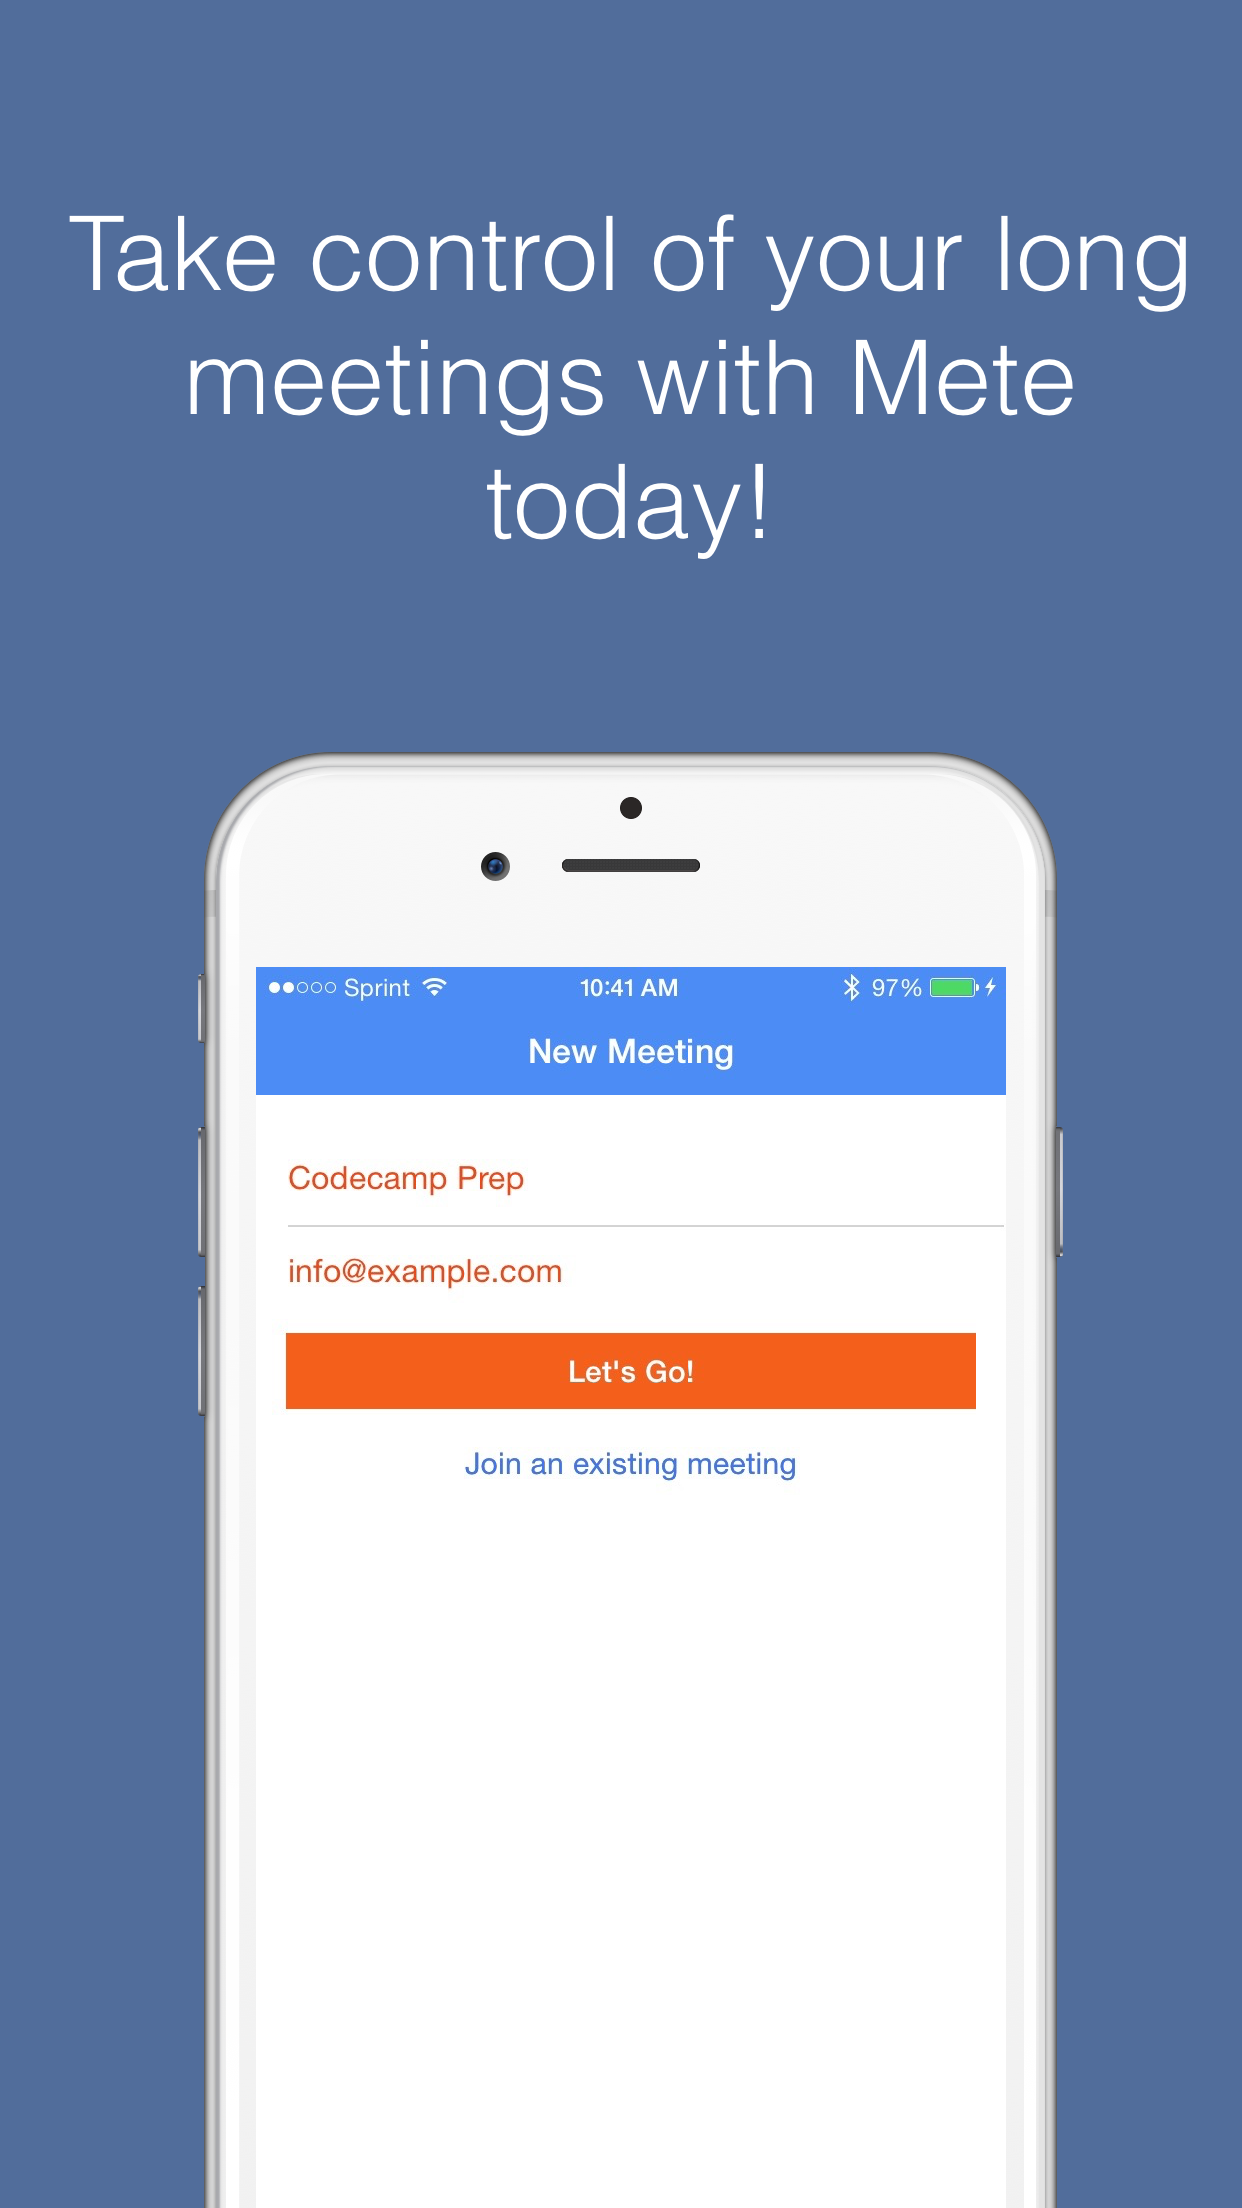 Take control of your long
meetings with Mete
today!
Sprint 10:41 AM 97%
New Meeting
Codecamp Prep
info@example.com
Let's Go!
Join an existing meeting